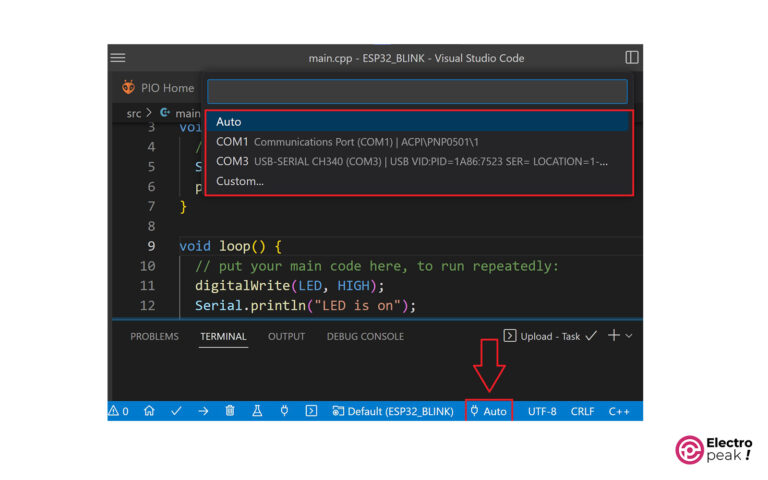 main.cpp - ESP32_BLINK - Visual Studio Code
PIO Home
src > main
Auto
COM1 Communications Port (COM1) | ACPI\PNP0501\1
COM3 USB-SERIAL CH340 (COM3) | USB VID:PID=1A86:7523 SER= LOCATION=1-...
Custom...
3 voi
4 /
5 S
6 p
7 }
8
9 void loop() {
10 // put your main code here, to run repeatedly:
11 digitalWrite(LED, HIGH);
12 Serial.println("LED is on");
PROBLEMS TERMINAL OUTPUT DEBUG CONSOLE Upload - Task
0 Default (ESP32_BLINK) Auto UTF-8 CRLF C++
Electro
peak!